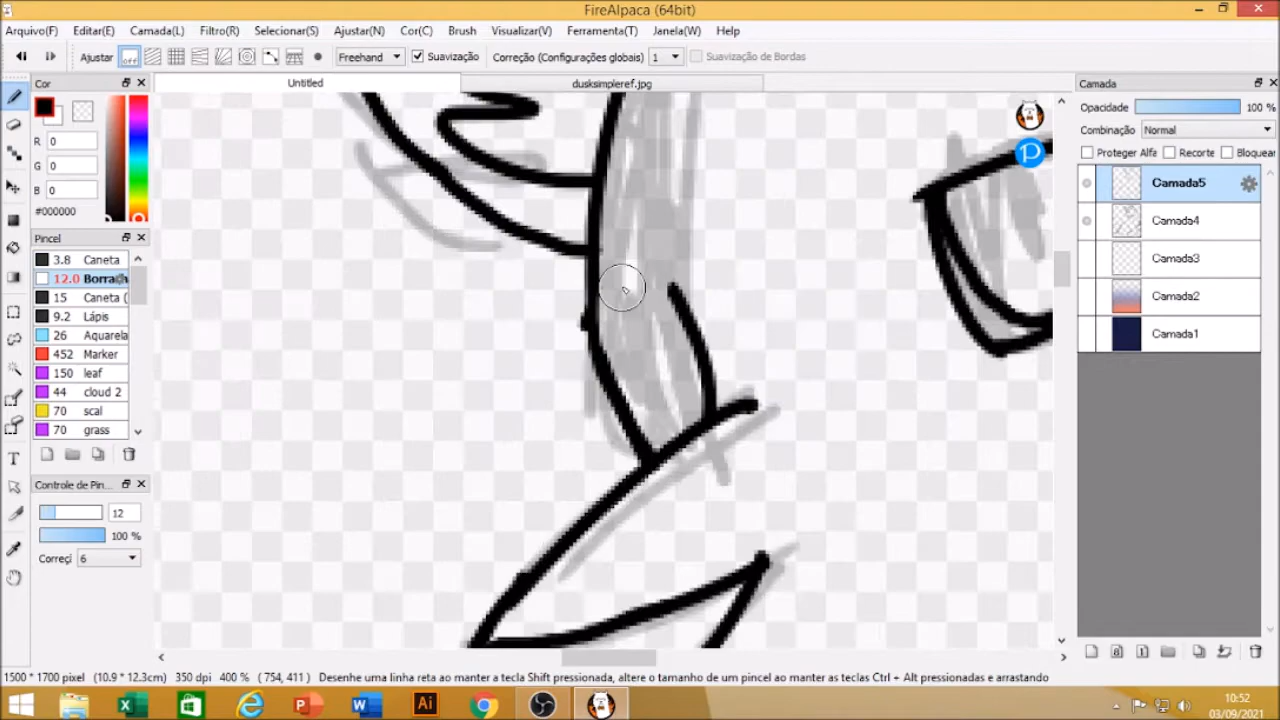 FireAlpaca (64bit)
Arquivo(F) Editar(E) Camada(L) Filtro(R) Selecionar(S) Ajustar(N) Cor(C) Brush Visualizar(V) Ferramenta(T) Janela(W) Help
Ajustar off Freehand Suavização Correção (Configurações globais) 1 Suavização de Bordas
Cor Untitled dusksimpleref.jpg Camada
R 0
G 0
B 0
#000000
Pincel
3.8 Caneta
12.0 Borra
15 Caneta (
9.2 Lápis
26 Aquarela
452 Marker
150 leaf
44 cloud 2
70 scal
70 grass
T
Controle de Pin...
12
100 %
Correçi 6
Opacidade 100 %
Combinação Normal
Proteger Alfa Recorte Bloquear
Camada5
Camada4
Camada3
Camada2
Camada1
1500 * 1700 pixel (10.9 * 12.3cm) 350 dpi 400 % ( 754, 411 ) Desenhe uma linha reta ao manter a tecla Shift pressionada, altere o tamanho de um pincel ao manter as teclas Ctrl + Alt pressionadas e arrastando
10:52
03/09/2021